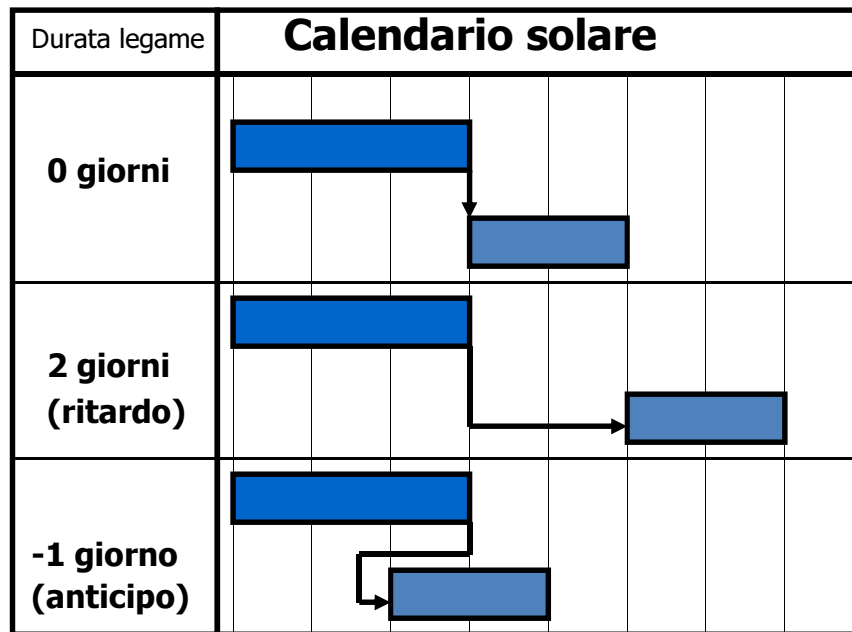 Durata legame
Calendario solare
0 giorni
2 giorni
(ritardo)
-1 giorno
(anticipo)